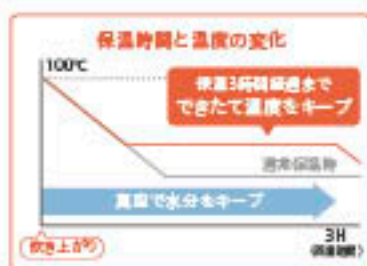 保温時間と温度の変化
100℃
保温3時間経過まで
できたて温度をキープ
通常保温時
真空で水分をキープ
炊き上がり
3H